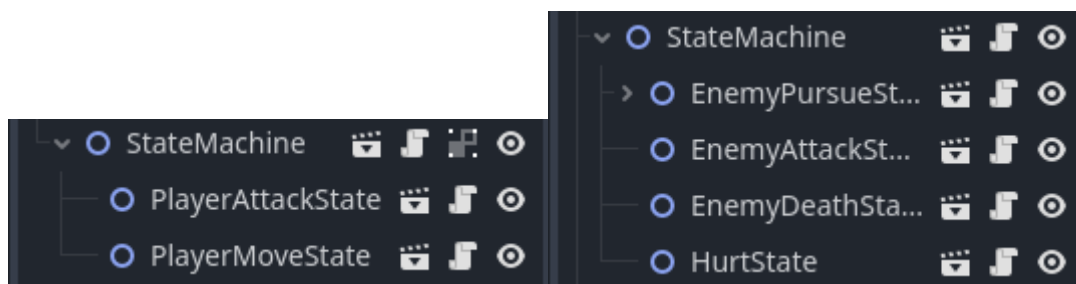 StateMachine
PlayerAttackState
PlayerMoveState
StateMachine
EnemyPursueSt...
EnemyAttackSt...
EnemyDeathSta...
HurtState